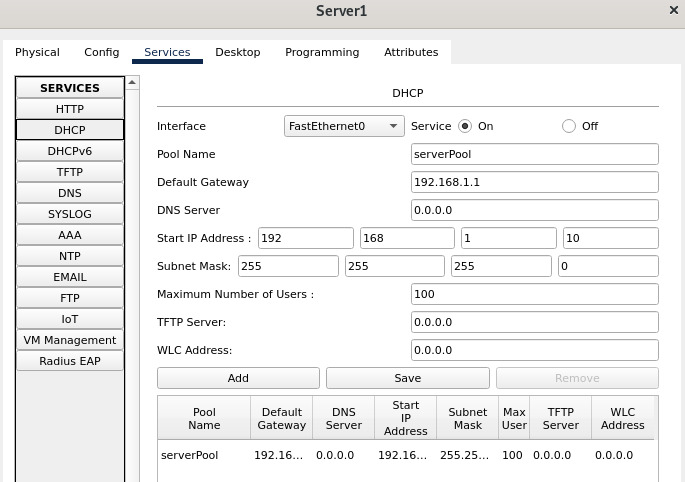 Server1
Physical Config Services Desktop Programming Attributes
SERVICES
HTTP
DHCP
DHCPv6
TFTP
DNS
SYSLOG
AAA
NTP
EMAIL
FTP
IoT
VM Management
Radius EAP
DHCP
Interface FastEthernet0 Service On Off
Pool Name serverPool
Default Gateway 192.168.1.1
DNS Server 0.0.0.0
Start IP Address : 192 168 1 10
Subnet Mask: 255 255 255 0
Maximum Number of Users : 100
TFTP Server: 0.0.0.0
WLC Address: 0.0.0.0
Add Save Remove
Pool Name Default Gateway DNS Server Start IP Address Subnet Mask Max User TFTP Server WLC Address
serverPool 192.16... 0.0.0.0 192.16... 255.25... 100 0.0.0.0 0.0.0.0